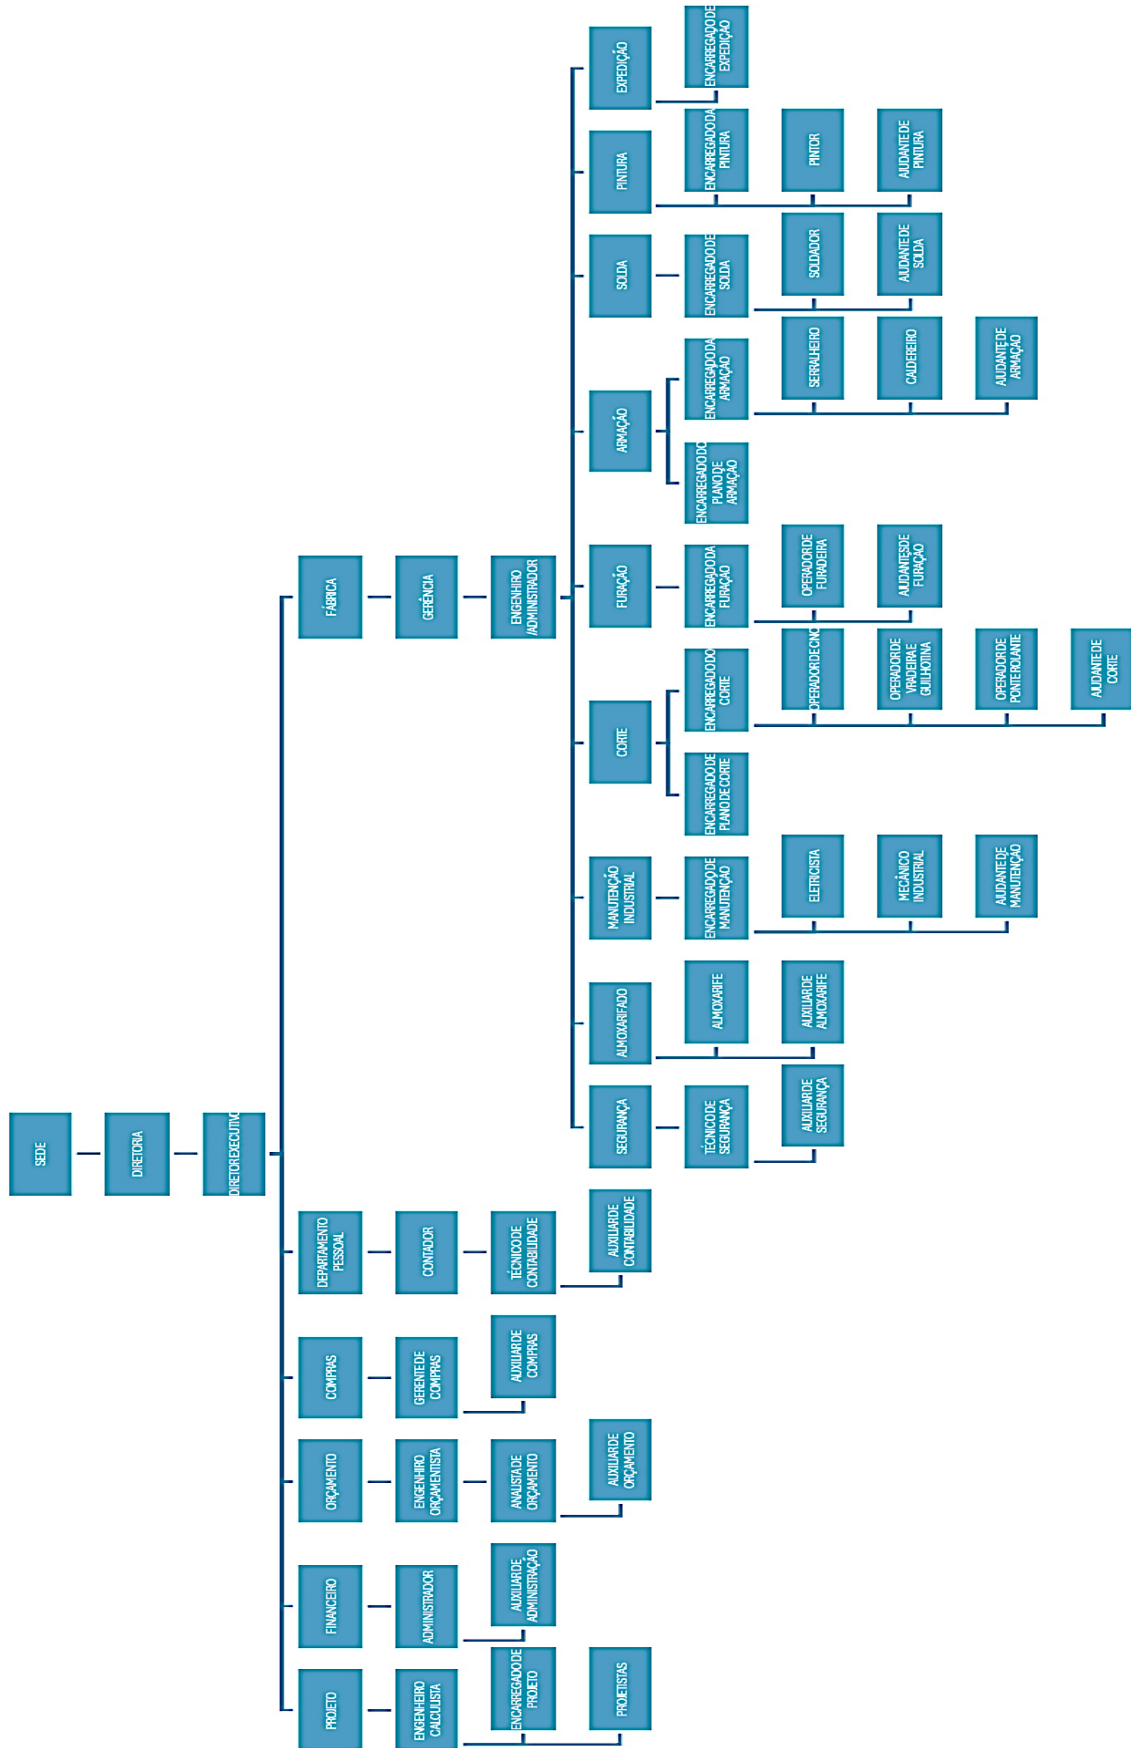 SEDE
DIRETORIA
DIRETOR EXECUTIVO
PROJETO
FINANCEIRO
ORÇAMENTO
COMPRAS
DEPARTAMENTO
PESSOAL
FÁBRICA
ENGENHEIRO
CALCULISTA
ADMINISTRADOR
ENGENHIRO
ORÇAMENTISTA
GERENTE DE
COMPRAS
CONTADOR
GERÊNCIA
ENCARREGADO DE
PROJETO
AUXILIAR DE
ADMINISTRAÇÃO
ANALISTA DE
ORÇAMENTO
AUXILIAR DE
COMPRAS
TÉCNICO DE
CONTABILIDADE
ENGENHIRO
/ADMINISTRADOR
PROJETISTAS
AUXILIAR DE
ORÇAMENTO
AUXILIAR DE
CONTABILIDADE
SEGURANÇA
ALMOXARIFADO
MANUTENÇÃO
INDUSTRIAL
CORTE
FURAÇÃO
ARMAÇÃO
SOLDA
PINTURA
EXPEDIÇÃO
TÉCNICO DE
SEGURANÇA
ALMOXARIFE
ENCARREGADO DE
MANUTENÇÃO
ENCARREGADO DE
PLANO DE CORTE
ENCARREGADO DO
CORTE
ENCARREGADO DA
FURAÇÃO
ENCARREGADO DO
PLANO DE
ARMAÇÃO
ENCARREGADO DA
ARMAÇÃO
ENCARREGADO DE
SOLDA
ENCARREGADO DA
PINTURA
ENCARREGADO DE
EXPEDIÇÃO
AUXILIAR DE
SEGURANÇA
AUXILIAR DE
ALMOXARIFE
ELETRICISTA
OPERADOR DE CNC
OPERADOR DE
FURADEIRA
SERRALHEIRO
SOLDADOR
PINTOR
MECÂNICO
INDUSTRIAL
OPERADOR DE
VRADEIRA E
GUILHOTINA
AJUDANTES DE
FURAÇÃO
CALDEREIRO
AJUDANTE DE
SOLDA
AJUDANTE DE
PINTURA
AJUDANTE DE
MANUTENÇÃO
OPERADOR DE
PONTE ROLANTE
AJUDANTE DE
ARMAÇÃO
AJUDANTE DE
CORTE